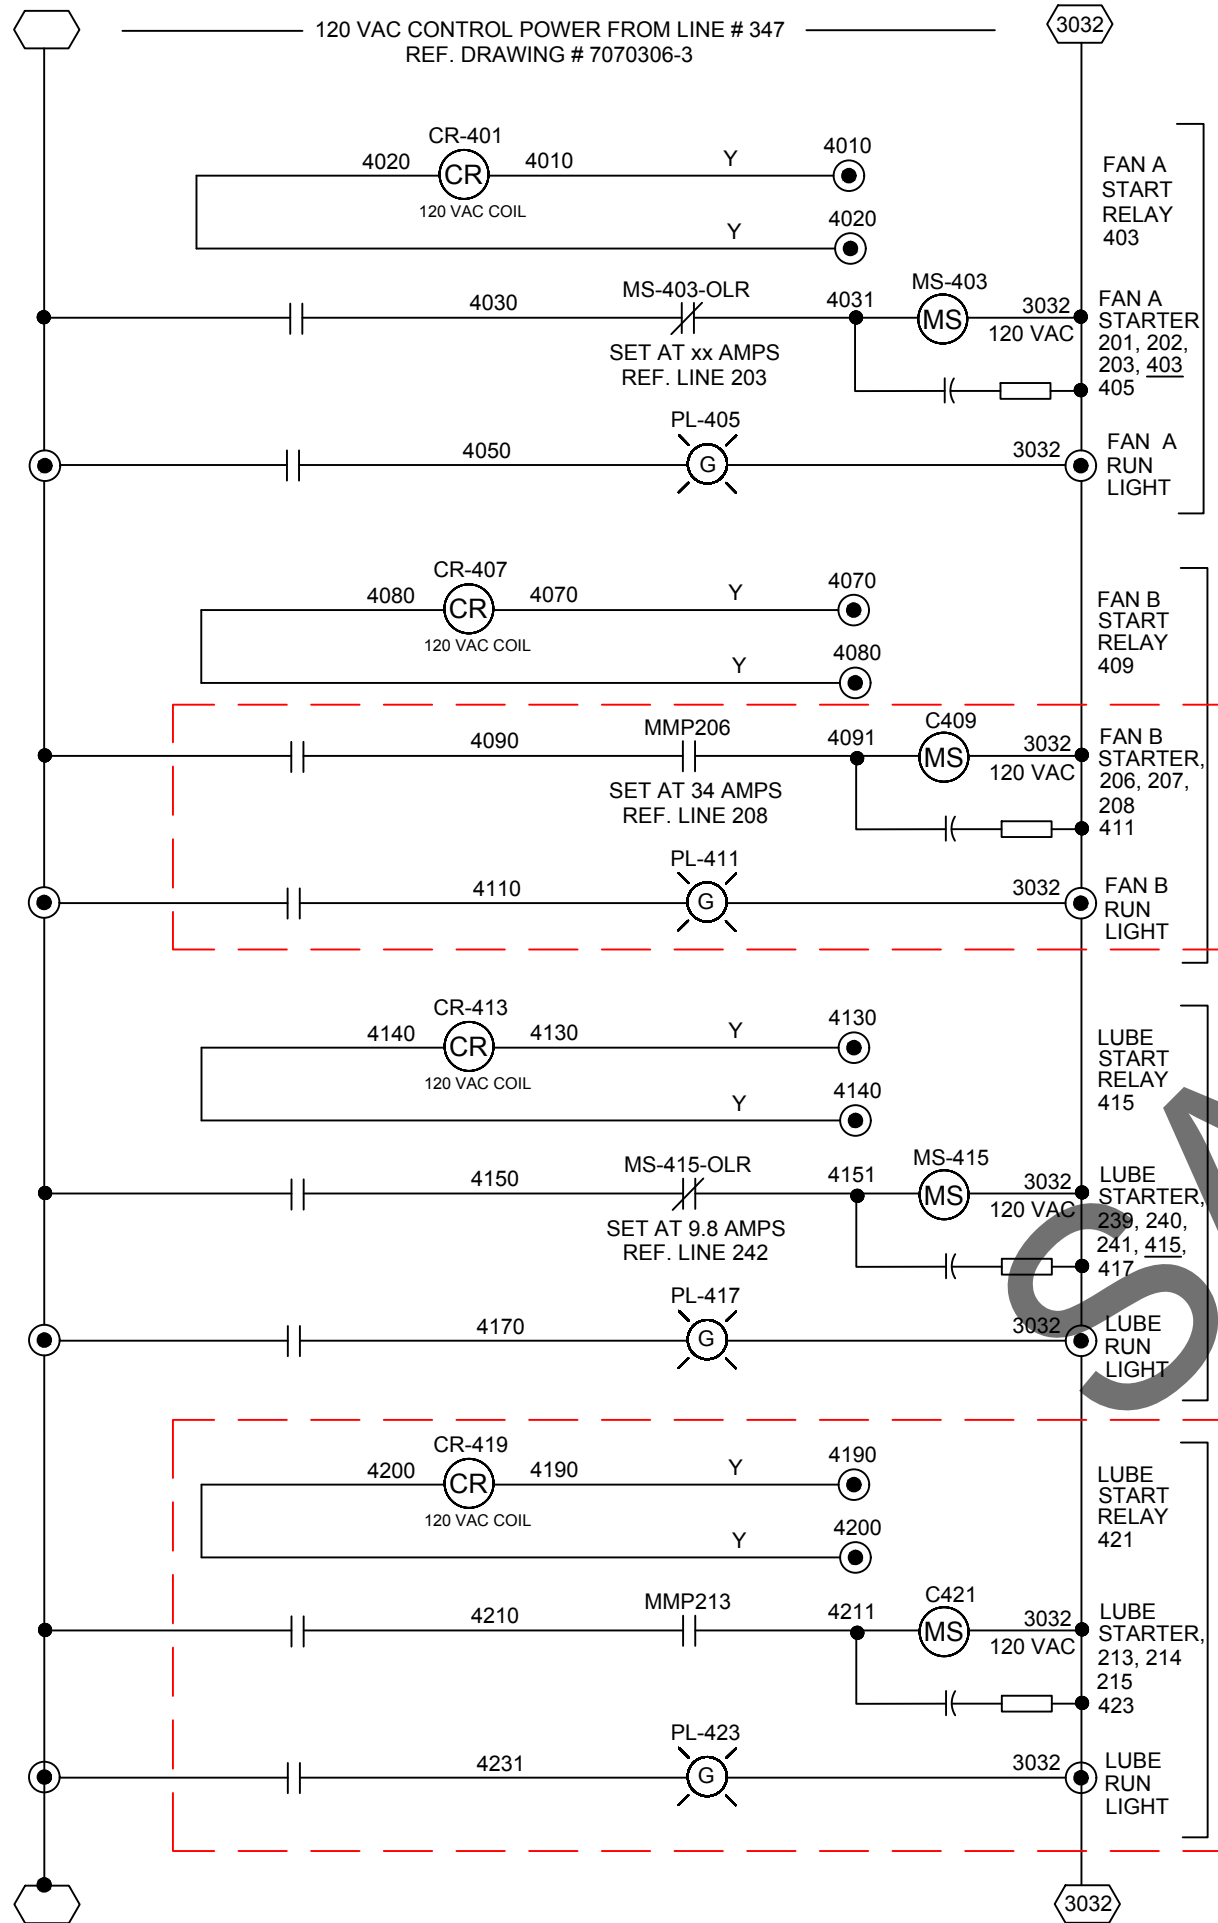 120 VAC CONTROL POWER FROM LINE # 347
REF. DRAWING # 7070306-3
3032
CR-401
4020
CR
4010
Y
4010
120 VAC COIL
Y
4020
FAN A
START
RELAY
403
4030
MS-403-OLR
SET AT xx AMPS
REF. LINE 203
4031
MS-403
MS
3032
120 VAC
FAN A
STARTER
201, 202,
203, 403
405
4050
PL-405
G
3032
FAN A
RUN
LIGHT
CR-407
4080
CR
4070
Y
4070
120 VAC COIL
Y
4080
FAN B
START
RELAY
409
4090
MMP206
SET AT 34 AMPS
REF. LINE 208
4091
C409
MS
3032
120 VAC
FAN B
STARTER,
206, 207,
208
411
4110
PL-411
G
3032
FAN B
RUN
LIGHT
CR-413
4140
CR
4130
Y
4130
120 VAC COIL
Y
4140
LUBE
START
RELAY
415
4150
MS-415-OLR
SET AT 9.8 AMPS
REF. LINE 242
4151
MS-415
MS
3032
120 VAC
LUBE
STARTER,
239, 240,
241, 415,
417
4170
PL-417
G
3032
LUBE
RUN
LIGHT
CR-419
4200
CR
4190
Y
4190
120 VAC COIL
Y
4200
LUBE
START
RELAY
421
4210
MMP213
4211
C421
MS
3032
120 VAC
LUBE
STARTER,
213, 214
215
423
4231
PL-423
G
3032
LUBE
RUN
LIGHT
3032